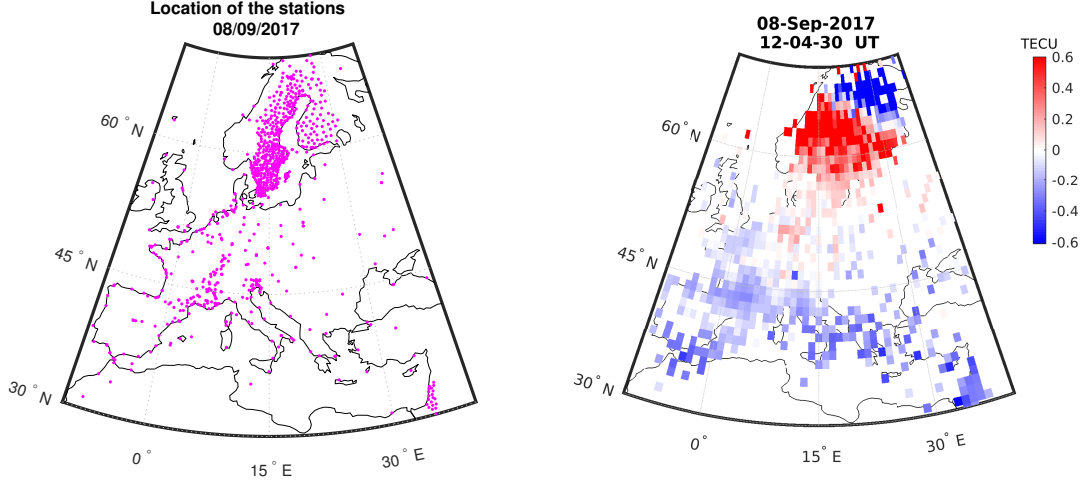 Location of the stations
08/09/2017
60° N
45° N
30° N
0°
15° E
30° E
08-Sep-2017
12-04-30 UT
TECU
0.6
0.4
0.2
0
-0.2
-0.4
-0.6
60° N
45° N
30° N
0°
15° E
30° E